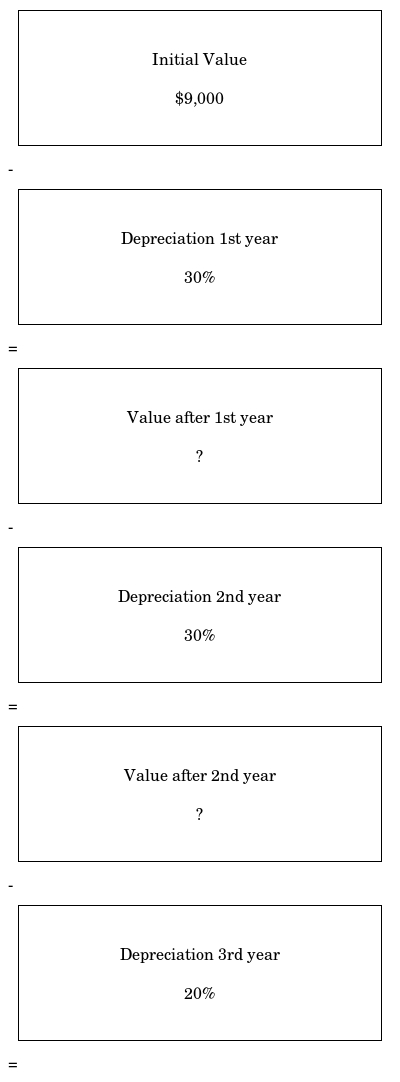 Initial Value
$9,000
-
Depreciation 1st year
30%
=
Value after 1st year
?
-
Depreciation 2nd year
30%
=
Value after 2nd year
?
-
Depreciation 3rd year
20%
=